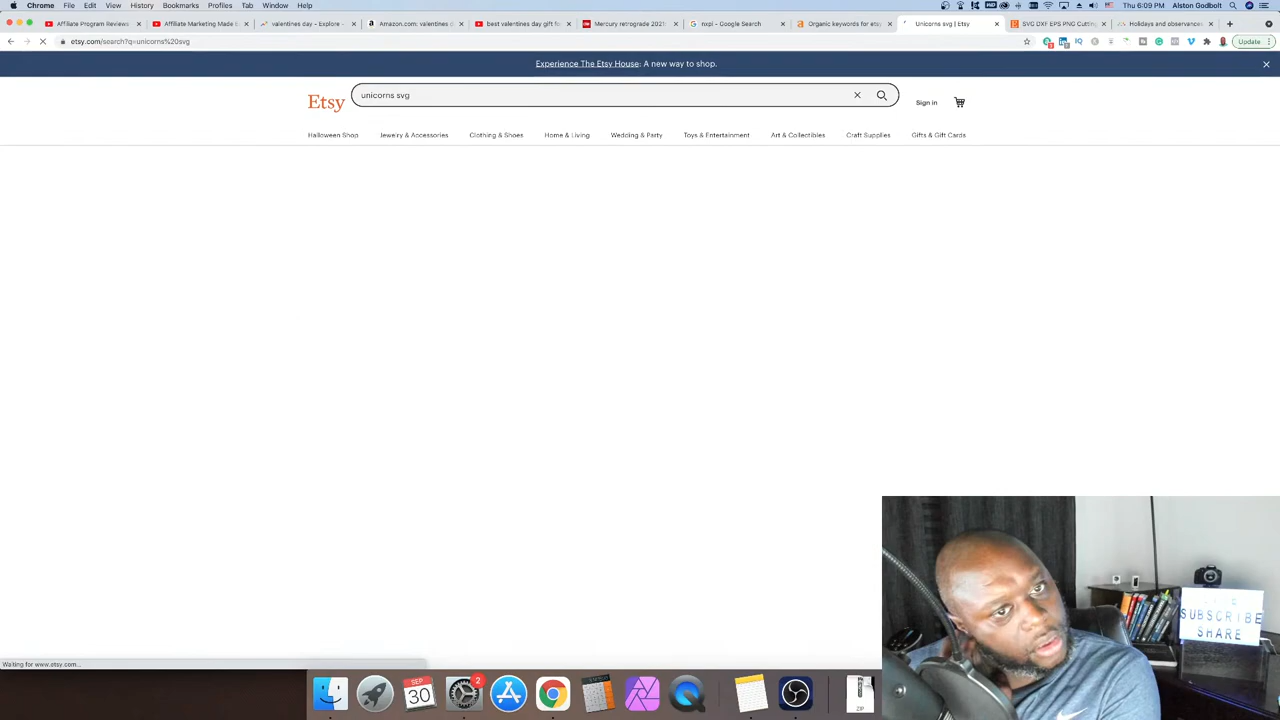 Chrome File Edit View History Bookmarks Profiles Tab Window Help
Thu 6:09 PM Alston Godbolt
Affiliate Program Reviews
Affiliate Marketing Made
valentines day – Explore -
Amazon.com: valentines d
best valentines day gift fo
Mercury retrograde 2021
nxpi - Google Search
Organic keywords for etsy
Unicorns svg | Etsy
SVG DXF EPS PNG Cutting
Holidays and observances
etsy.com/search?q=unicorns%20svg
Update
Experience The Etsy House: A new way to shop.
Etsy
unicorns svg
Sign in
Halloween Shop
Jewelry & Accessories
Clothing & Shoes
Home & Living
Wedding & Party
Toys & Entertainment
Art & Collectibles
Craft Supplies
Gifts & Gift Cards
SUBSCRIBE
SHARE
Waiting for www.etsy.com...
SEP
30
2
ZIP